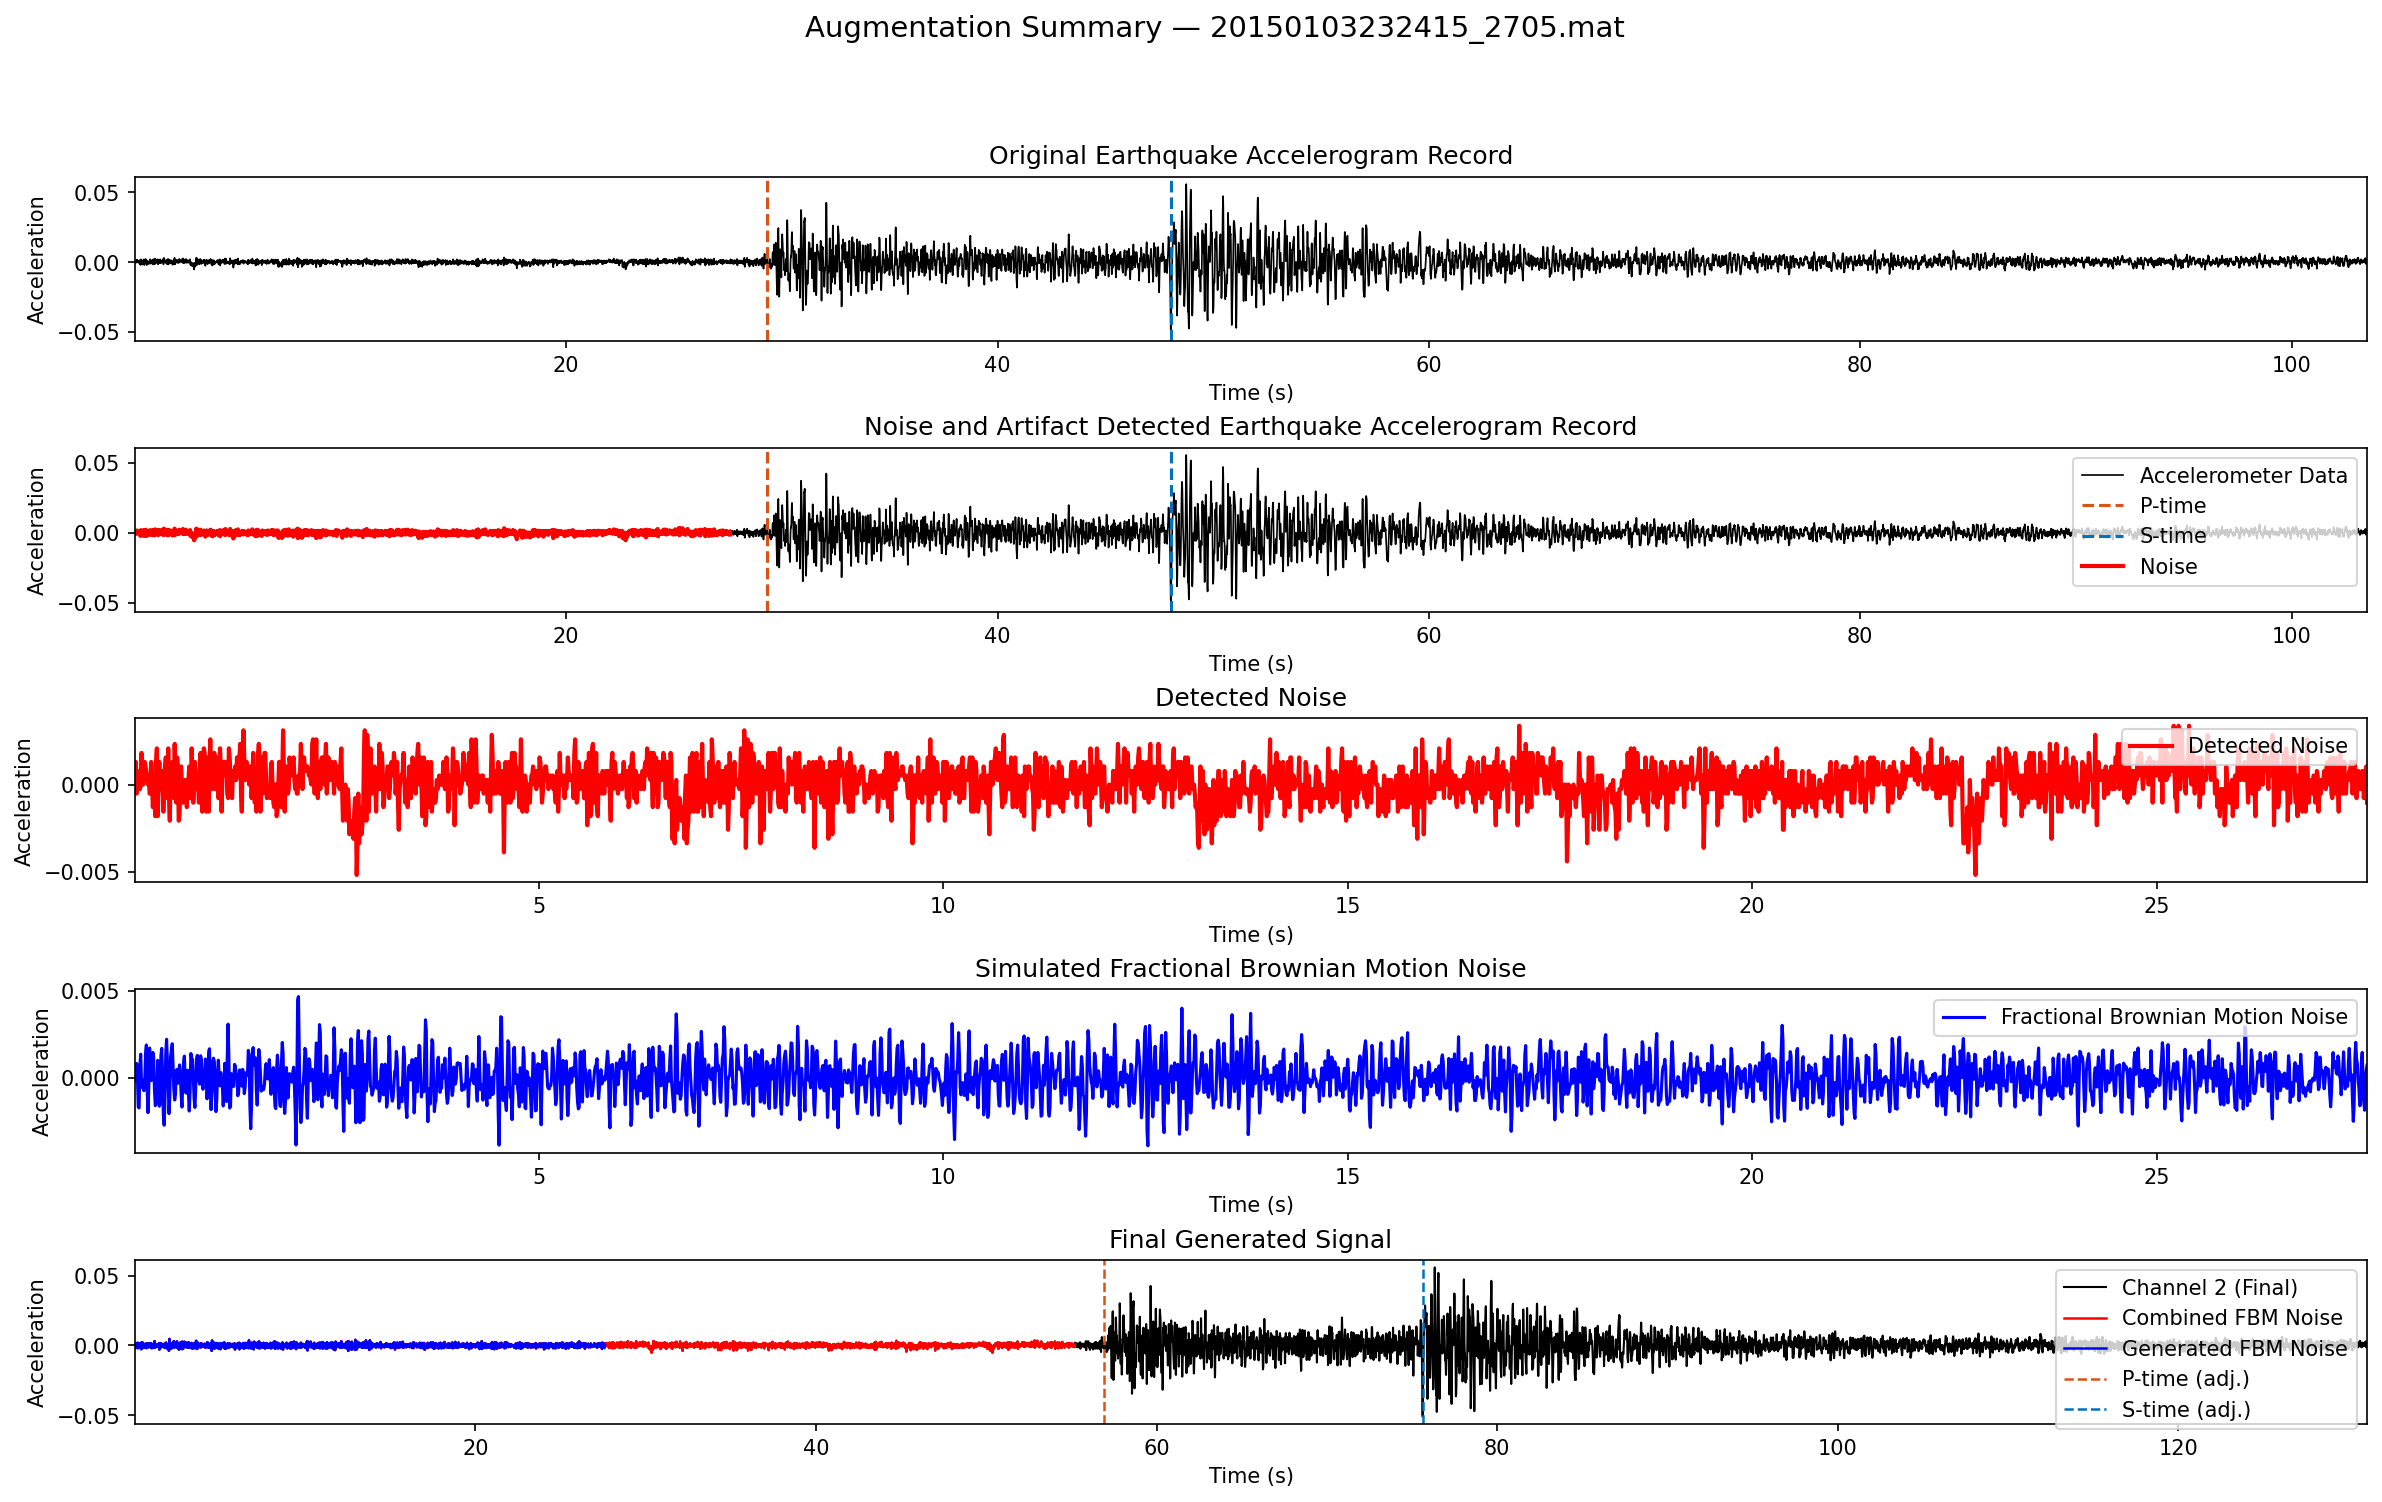 Augmentation Summary — 20150103232415_2705.mat
Original Earthquake Accelerogram Record
Acceleration
0.05
0.00
−0.05
20 40 60 80 100
Time (s)
Noise and Artifact Detected Earthquake Accelerogram Record
Acceleration
0.05
0.00
−0.05
Accelerometer Data
P-time
S-time
Noise
20 40 60 80 100
Time (s)
Detected Noise
Acceleration
0.000
−0.005
Detected Noise
5 10 15 20 25
Time (s)
Simulated Fractional Brownian Motion Noise
Acceleration
0.005
0.000
Fractional Brownian Motion Noise
5 10 15 20 25
Time (s)
Final Generated Signal
Acceleration
0.05
0.00
−0.05
Channel 2 (Final)
Combined FBM Noise
Generated FBM Noise
P-time (adj.)
S-time (adj.)
20 40 60 80 100 120
Time (s)